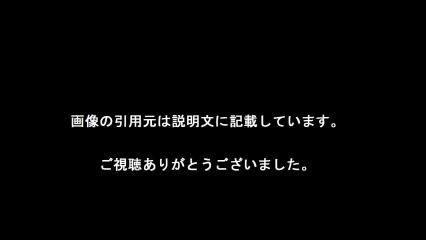 画像の引用元は説明文に記載しています。
ご視聴ありがとうございました。